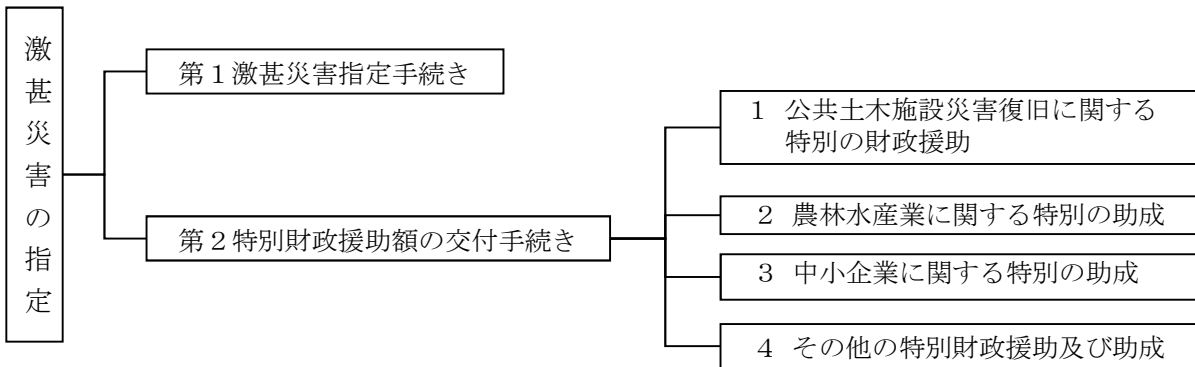 激甚災害の指定
第１激甚災害指定手続き
第２特別財政援助額の交付手続き
１ 公共土木施設災害復旧に関する
特別の財政援助
２ 農林水産業に関する特別の助成
３ 中小企業に関する特別の助成
４ その他の特別財政援助及び助成